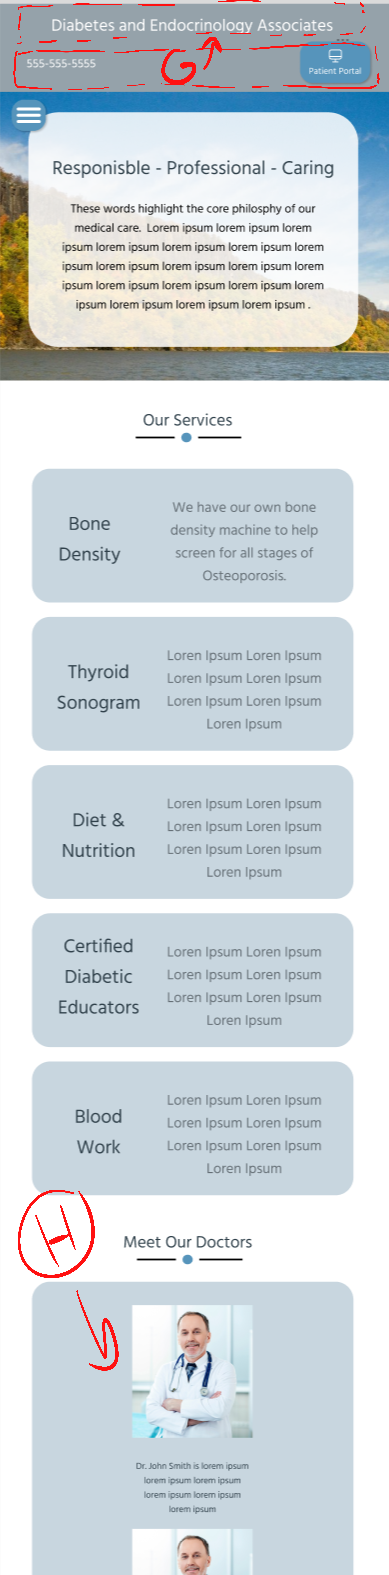 Diabetes and Endocrinology Associates
555-555-5555
G
Patient Portal
Responisble - Professional - Caring
These words highlight the core philosphy of our
medical care. Lorem ipsum lorem ipsum lorem
ipsum lorem ipsum lorem ipsum lorem ipsum lorem
ipsum lorem ipsum lorem ipsum lorem ipsum lorem
ipsum lorem ipsum lorem ipsum lorem ipsum lorem
ipsum lorem ipsum lorem ipsum lorem ipsum .
Our Services
Bone
Density
We have our own bone
density machine to help
screen for all stages of
Osteoporosis.
Thyroid
Sonogram
Loren Ipsum Loren Ipsum
Loren Ipsum Loren Ipsum
Loren Ipsum Loren Ipsum
Loren Ipsum
Diet &
Nutrition
Loren Ipsum Loren Ipsum
Loren Ipsum Loren Ipsum
Loren Ipsum Loren Ipsum
Loren Ipsum
Certified
Diabetic
Educators
Loren Ipsum Loren Ipsum
Loren Ipsum Loren Ipsum
Loren Ipsum Loren Ipsum
Loren Ipsum
Blood
Work
Loren Ipsum Loren Ipsum
Loren Ipsum Loren Ipsum
Loren Ipsum Loren Ipsum
Loren Ipsum
H
Meet Our Doctors
Dr. John Smith is lorem ipsum
lorem ipsum lorem ipsum
lorem ipsum lorem ipsum
lorem ipsum